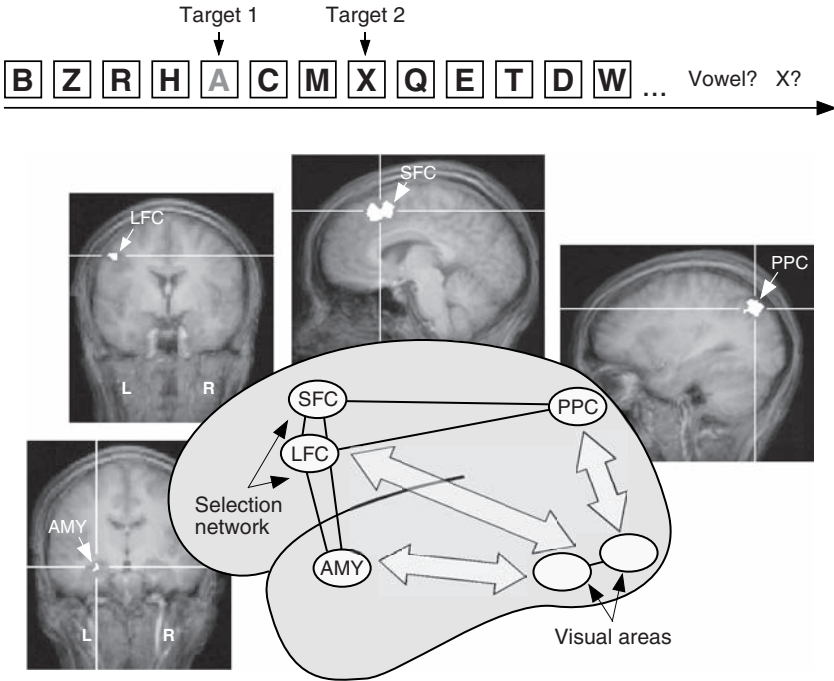 Target 1 Target 2
B Z R H A C M X Q E T D W ... Vowel? X?
SFC
LFC
PPC
L R
SFC
PPC
LFC
Selection
network
AMY
AMY
L R
Visual areas